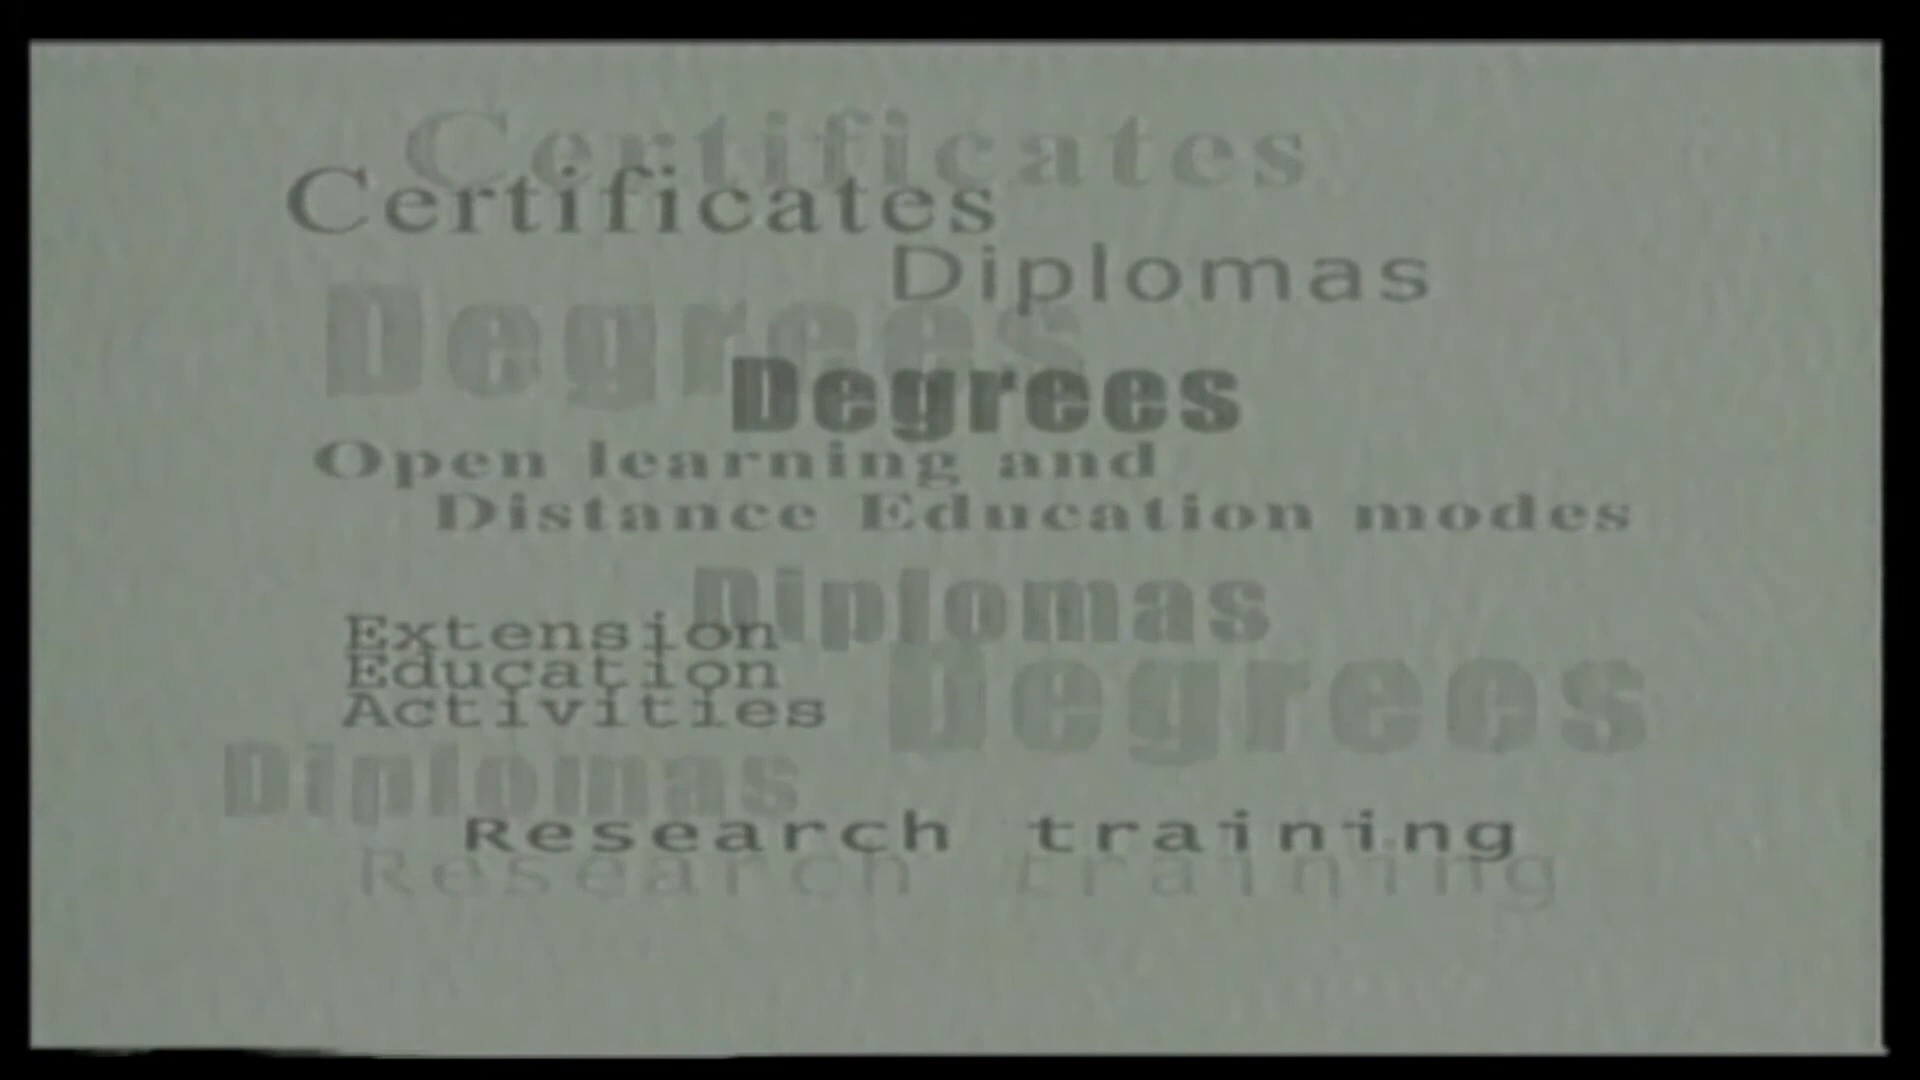 Certificates
Certificates
Diplomas
Degrees
Degrees
Open learning and
Distance Education modes
Diplomas
Extension
Education
Activities
Degrees
Diplomas
Research training
Research training